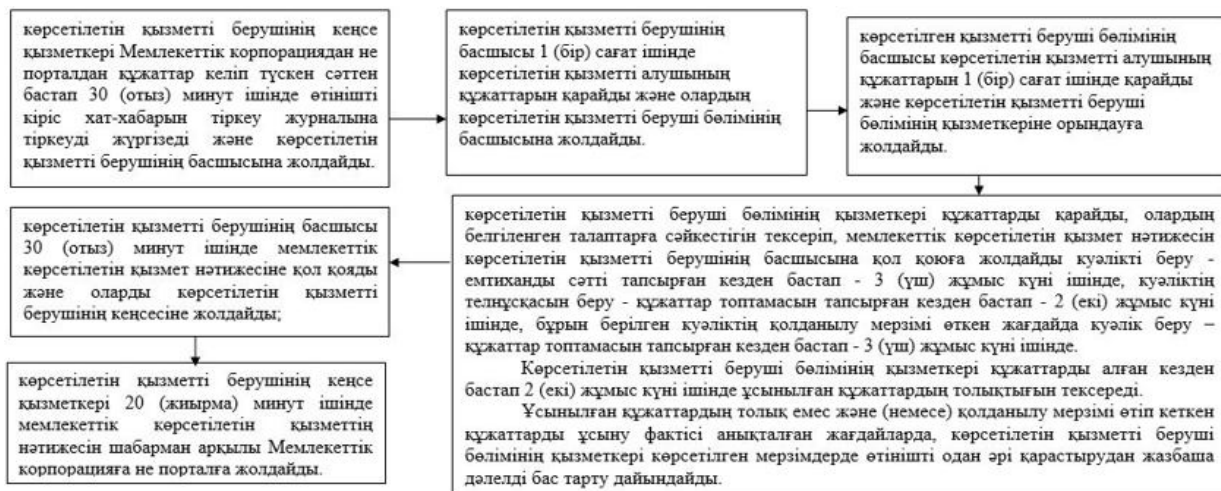 көрсетілетін қызметті берушінің кеңсе
қызметкері Мемлекеттік корпорациядан не
порталдан құжаттар келіп түскен сәттен
бастап 30 (отыз) минут ішінде өтінішті
кіріс хат-хабарын тіркеу журналына
тіркеуді жүргізеді және көрсетілетін
қызметті берушінің басшысына жолдайды.
көрсетілетін қызметті берушінің
басшысы 1 (бір) сағат ішінде
көрсетілетін қызметті алушының
құжаттарын қарайды және олардың
көрсетілетін қызметті беруші бөлімінің
басшысына жолдайды.
көрсетілген қызметті беруші бөлімінің
басшысы көрсетілетін қызметті алушының
құжаттарын 1 (бір) сағат ішінде қарайды
және көрсетілетін қызметті беруші
бөлімінің қызметкеріне орындауға
жолдайды.
көрсетілетін қызметті беруші бөлімінің қызметкері құжаттарды қарайды, олардың
белгіленген талаптарға сәйкестігін тексеріп, мемлекеттік көрсетілетін қызмет нәтижесін
көрсетілетін қызметті берушінің басшысына қол қоюға жолдайды куәлікті беру -
емтиханды сәтті тапсырған кезден бастап - 3 (үш) жұмыс күні ішінде, куәліктің
телнұсқасын беру - құжаттар топтамасын тапсырған кезден бастап - 2 (екі) жұмыс күні
ішінде, бұрын берілген куәліктің қолданылу мерзімі өткен жағдайда куәлік беру –
құжаттар топтамасын тапсырған кезден бастап - 3 (үш) жұмыс күні ішінде.
Көрсетілетін қызметті беруші бөлімінің қызметкері құжаттарды алған кезден
бастап 2 (екі) жұмыс күні ішінде ұсынылған құжаттардың толықтығын тексереді.
Ұсынылған құжаттардың толық емес және (немесе) қолданылу мерзімі өтіп кеткен
құжаттарды ұсыну фактісі анықталған жағдайларда, көрсетілетін қызметті беруші
бөлімінің қызметкері көрсетілген мерзімдерде өтінішті одан әрі қарастырудан жазбаша
дәлелді бас тарту дайындайды.
көрсетілетін қызметті берушінің басшысы
30 (отыз) минут ішінде мемлекеттік
көрсетілетін қызмет нәтижесіне қол қояды
және оларды көрсетілетін қызметті
берушінің кеңсесіне жолдайды;
көрсетілетін қызметті берушінің кеңсе
қызметкері 20 (жиырма) минут ішінде
мемлекеттік көрсетілетін қызметтің
нәтижесін шабарман арқылы Мемлекеттік
корпорацияға не порталға жолдайды.